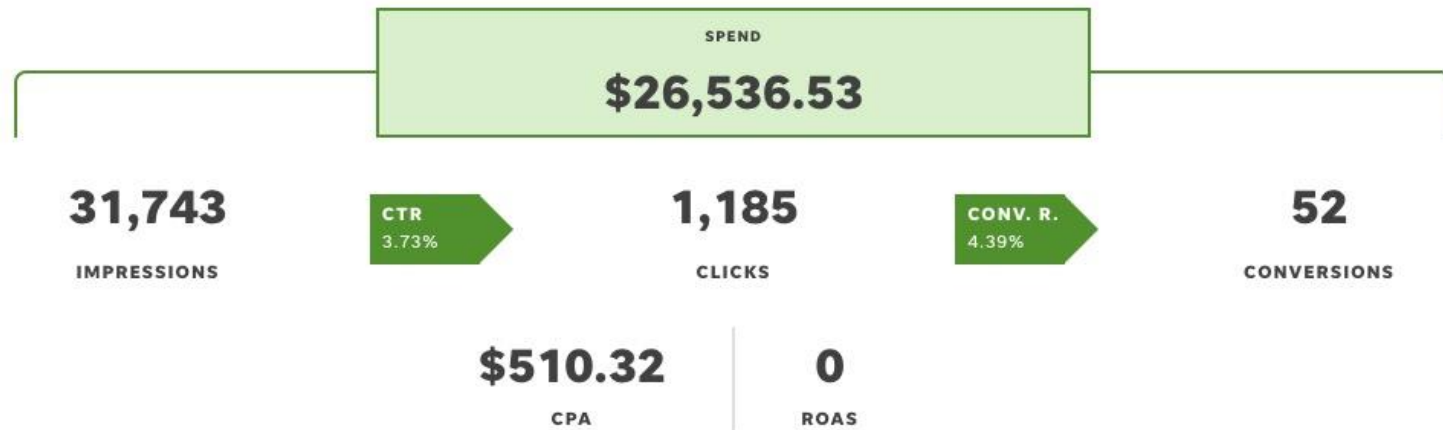 SPEND
$26,536.53
31,743
IMPRESSIONS
CTR
3.73%
1,185
CLICKS
CONV. R.
4.39%
52
CONVERSIONS
$510.32
CPA
0
ROAS